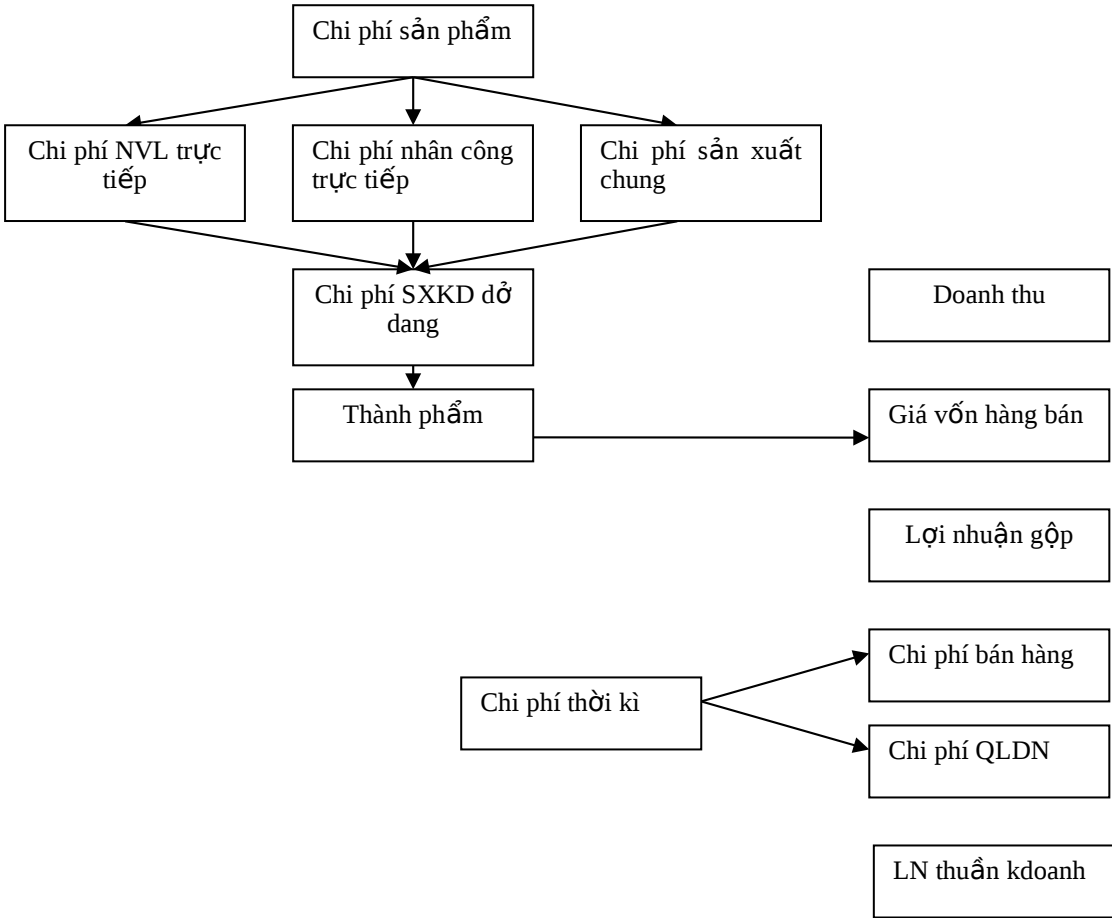 Chi phí sản phẩm
Chi phí NVL trực
tiếp
Chi phí nhân công
trực tiếp
Chi phí sản xuất
chung
Chi phí SXKD dở
dang
Doanh thu
Thành phẩm
Giá vốn hàng bán
Lợi nhuận gộp
Chi phí bán hàng
Chi phí thời kì
Chi phí QLDN
LN thuần kdoanh